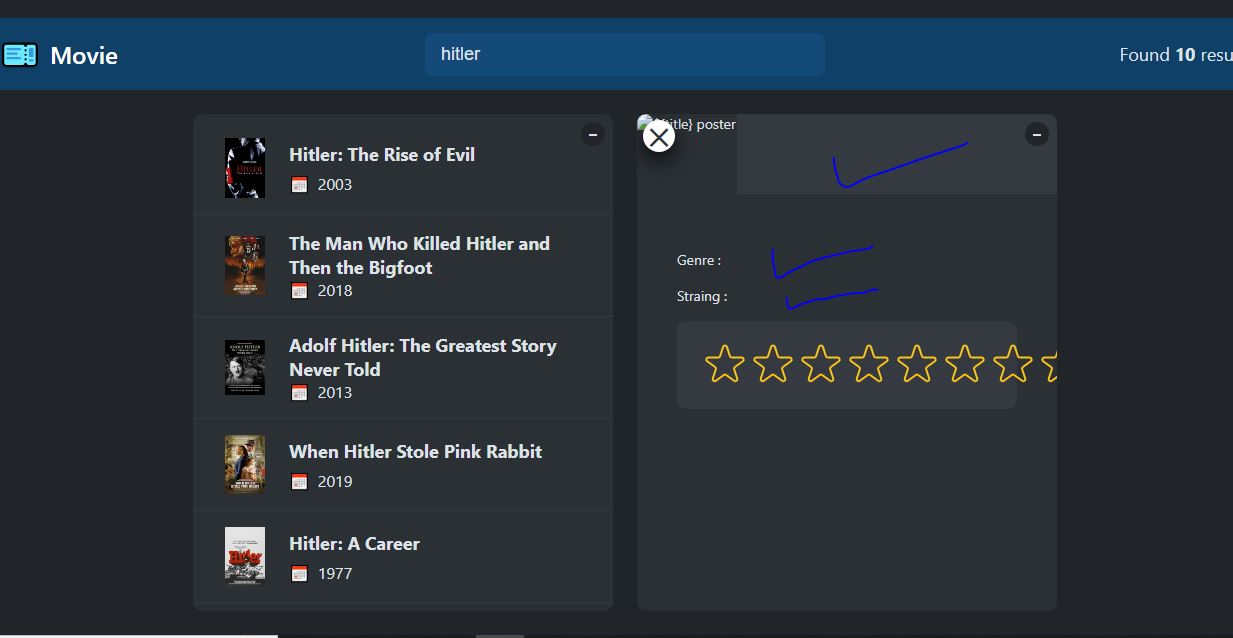 Movie
hitler
Found 10 resu
Hitler: The Rise of Evil
2003
The Man Who Killed Hitler and
Then the Bigfoot
2018
Adolf Hitler: The Greatest Story
Never Told
2013
When Hitler Stole Pink Rabbit
2019
Hitler: A Career
1977
title} poster
Genre :
Straing :